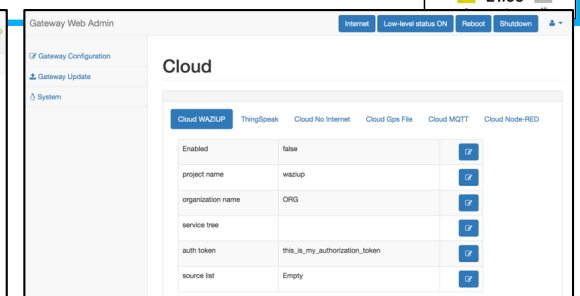 Gateway Web Admin
Internet
Low-level status ON
Reboot
Shutdown
Gateway Configuration
Gateway Update
System
Cloud
Cloud WAZIUP
ThingSpeak
Cloud No Internet
Cloud Gps File
Cloud MQTT
Cloud Node-RED
Enabled false
project name waziup
organization name ORG
service tree
auth token this_is_my_authorization_token
source list Empty